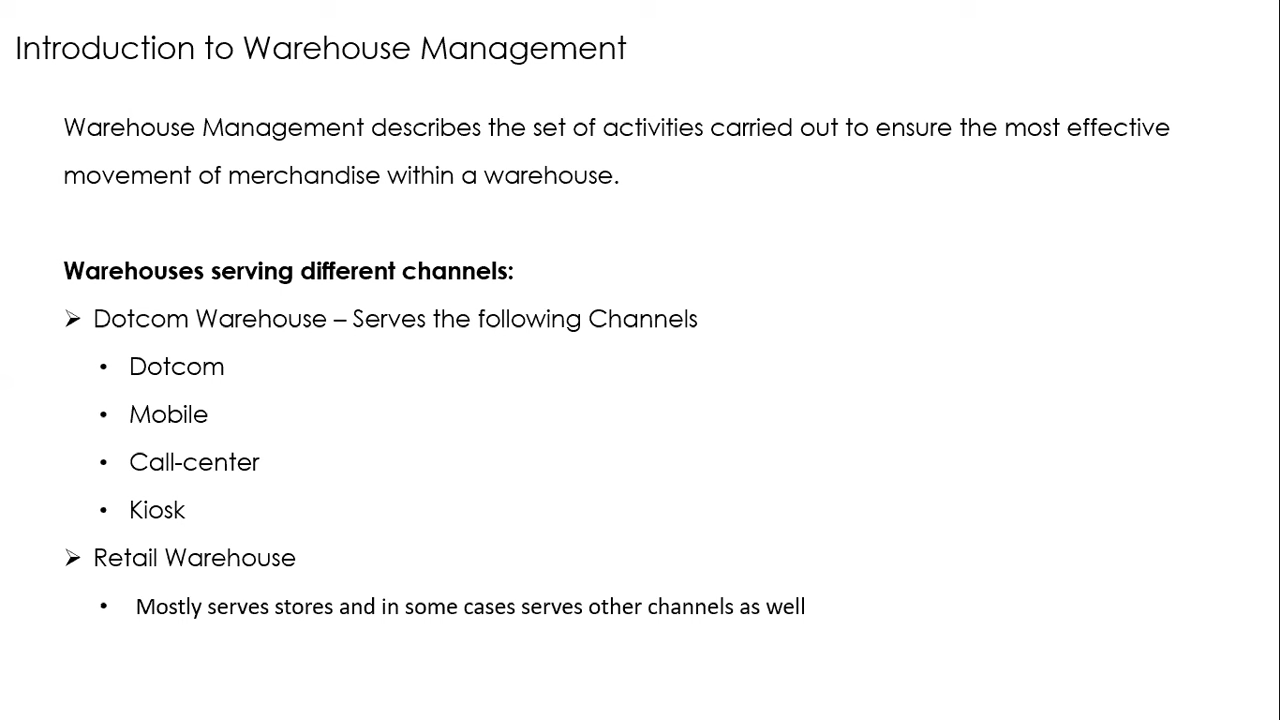 Introduction to Warehouse Management
Warehouse Management describes the set of activities carried out to ensure the most effective
movement of merchandise within a warehouse.
Warehouses serving different channels:
➢ Dotcom Warehouse – Serves the following Channels
• Dotcom
• Mobile
• Call-center
• Kiosk
➢ Retail Warehouse
• Mostly serves stores and in some cases serves other channels as well